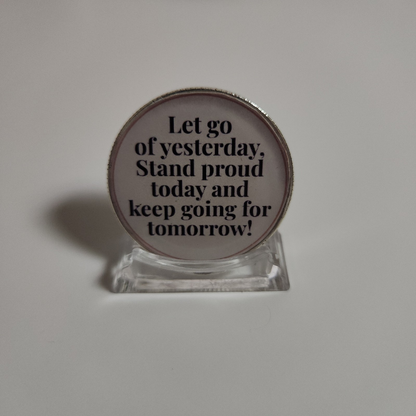 Let go
of yesterday,
Stand proud
today and
keep going for
tomorrow!